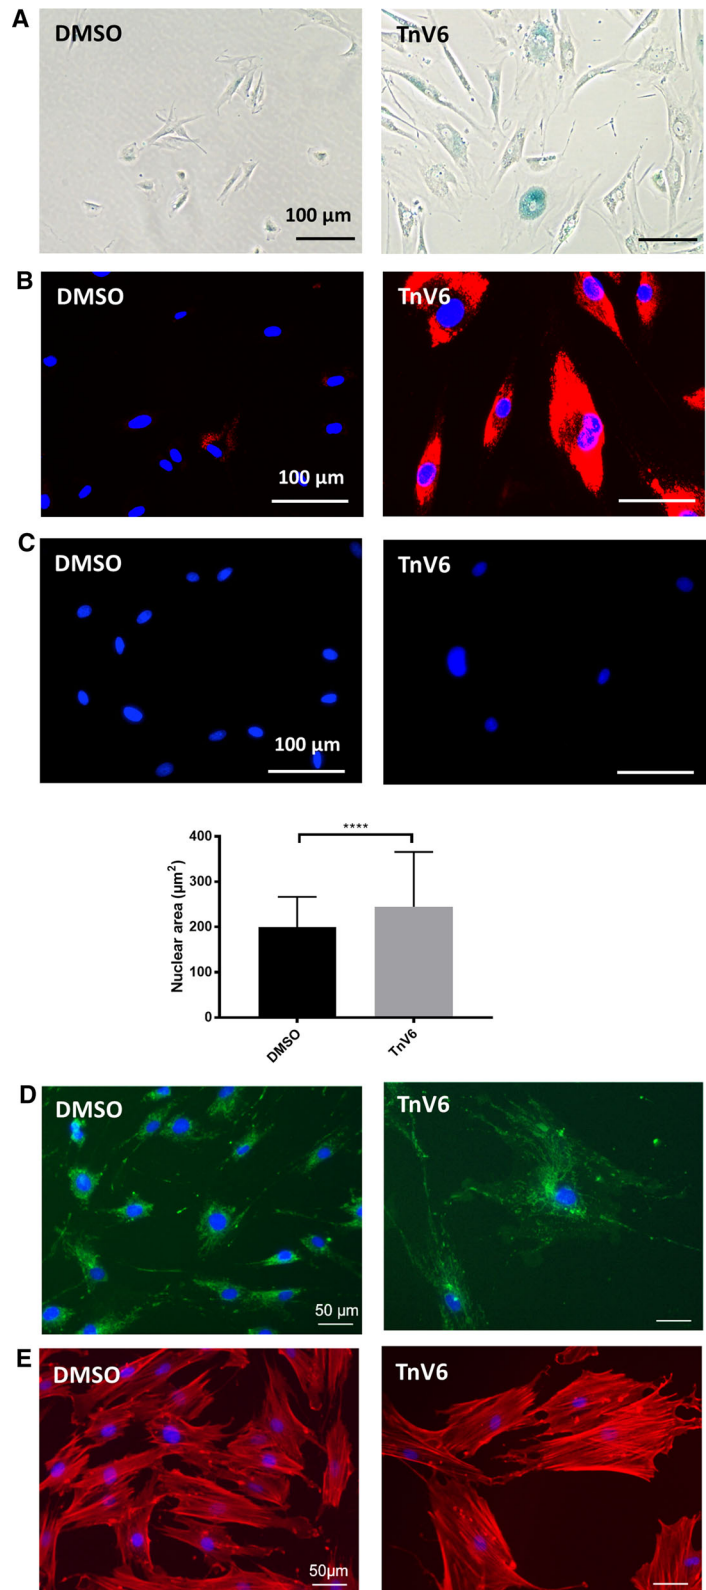 A
DMSO
TnV6
100 μm
B
DMSO
TnV6
100 μm
C
DMSO
TnV6
100 μm
Nuclear area (μm²)
400
300
200
100
0
****
DMSO
TnV6
D
DMSO
TnV6
50 μm
E
DMSO
TnV6
50μm